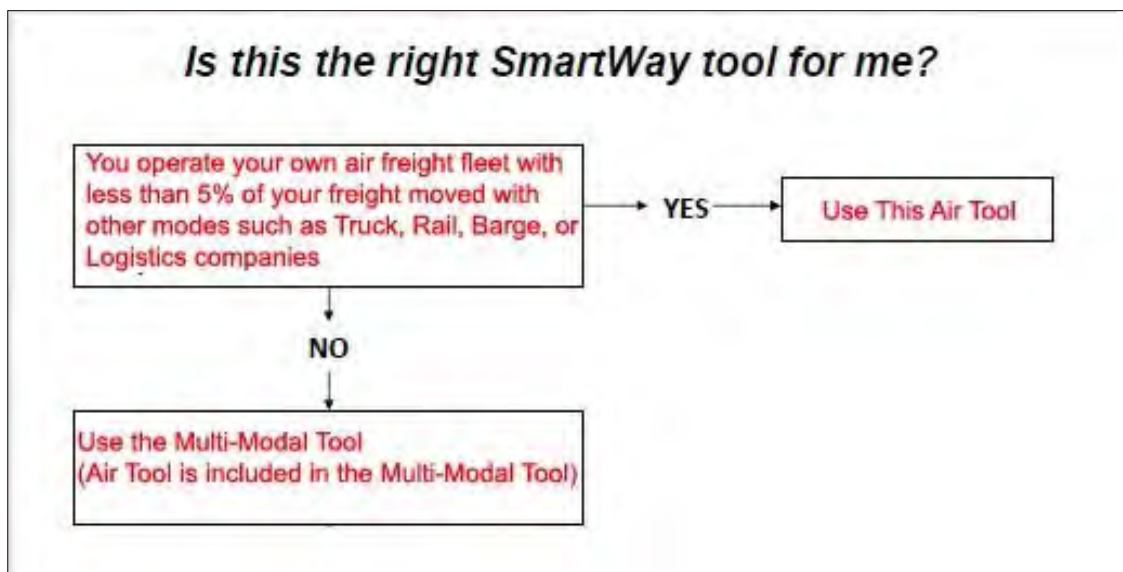 Is this the right SmartWay tool for me?
You operate your own air freight fleet with
less than 5% of your freight moved with
other modes such as Truck, Rail, Barge, or
Logistics companies
YES
Use This Air Tool
NO
Use the Multi-Modal Tool
(Air Tool is included in the Multi-Modal Tool)